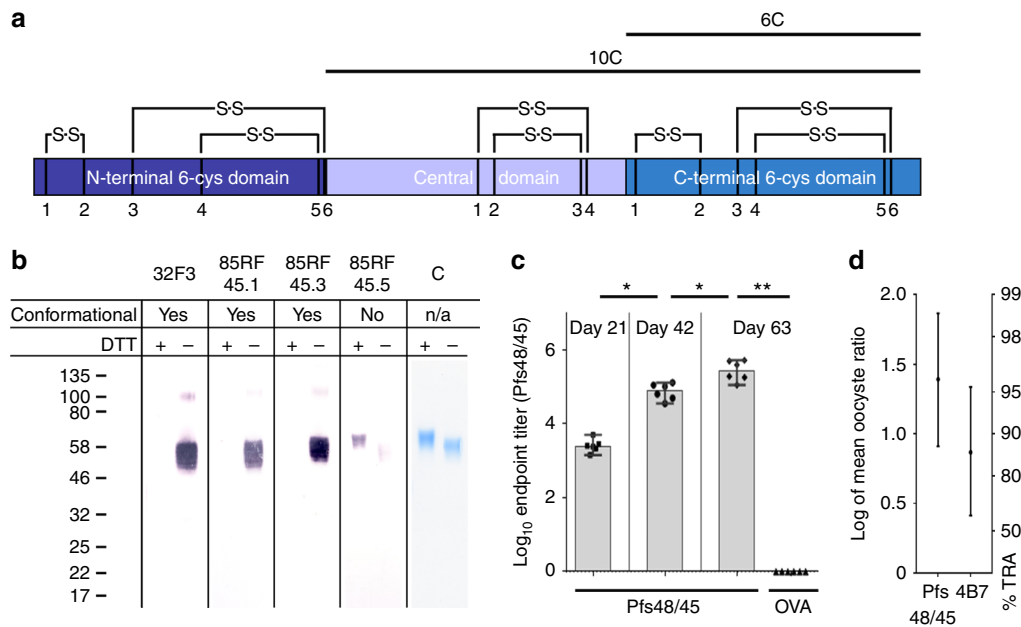 a
6C
10C
S-S S-S
S-S S-S S-S S-S S-S
N-terminal 6-cys domain Central domain C-terminal 6-cys domain
1 2 3 4 56 1 2 34 1 2 3 4 56
b
32F3 85RF 45.1 85RF 45.3 85RF 45.5 C
Conformational Yes Yes Yes No n/a
DTT + – + – + – + – + –
135
100
80
58
46
32
25
22
17
c
* * **
Day 21 Day 42 Day 63
Log10 endpoint titer (Pfs48/45)
6
4
2
0
Pfs48/45 OVA
d
Log of mean oocyste ratio
2.0
1.5
1.0
0.5
0
99
98
95
90
80
50
% TRA
Pfs 4B7
48/45